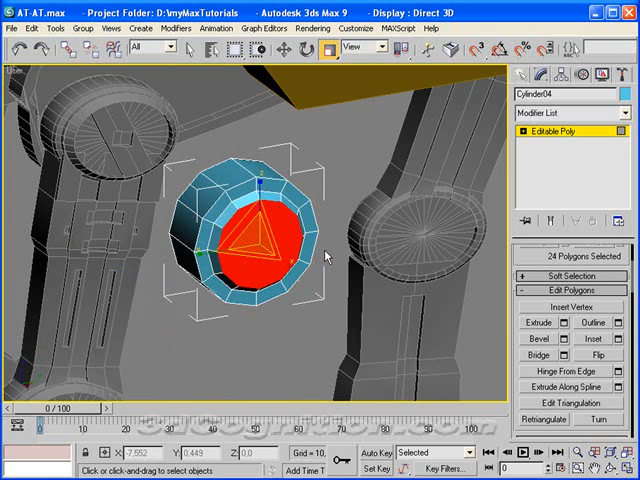 AT-AT.max - Project Folder: D:\myMaxTutorials - Autodesk 3ds Max 9 - Display : Direct 3D
File Edit Tools Group Views Create Modifiers Animation Graph Editors Rendering Customize MAXScript Help
All View
User
Cylinder04
Modifier List
Editable Poly
24 Polygons Selected
+ Soft Selection
- Edit Polygons
Insert Vertex
Extrude Outline
Bevel Inset
Bridge Flip
Hinge From Edge
Extrude Along Spline
Edit Triangulation
Retriangulate Turn
z
x
0 / 100
0 10 20 30 40 50 60 70 80 90 100
X: -7,552 Y: 0,449 Z: 0,0 Grid = 10, Auto Key Selected
Click or click-and-drag to select objects Add Time T Set Key Key Filters... 0